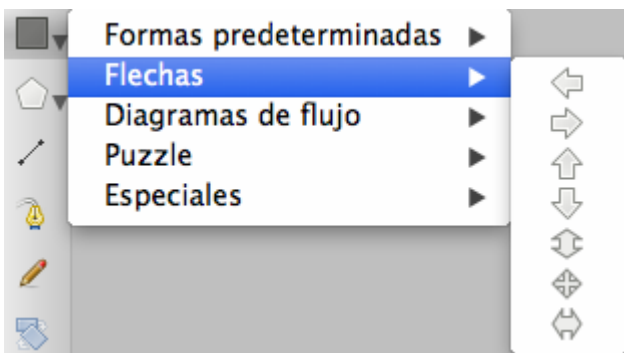 Formas predeterminadas
Flechas
Diagramas de flujo
Puzzle
Especiales